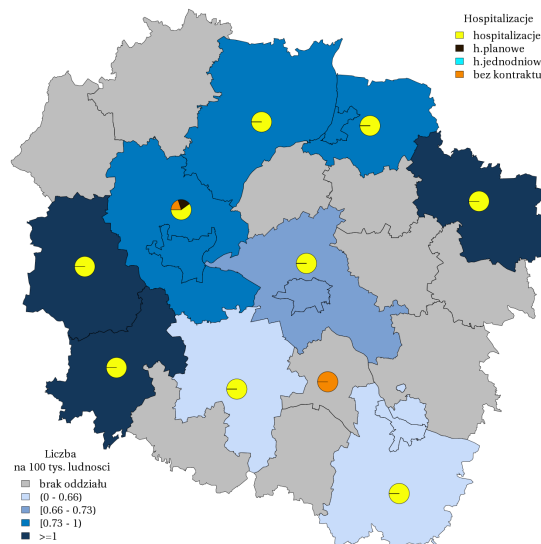 Hospitalizacje
hospitalizacje
h.planowe
h.jednodniow
bez kontraktu
Liczba
na 100 tys. ludnosci
brak oddziału
(0 - 0.66)
[0.66 - 0.73)
[0.73 - 1)
>=1